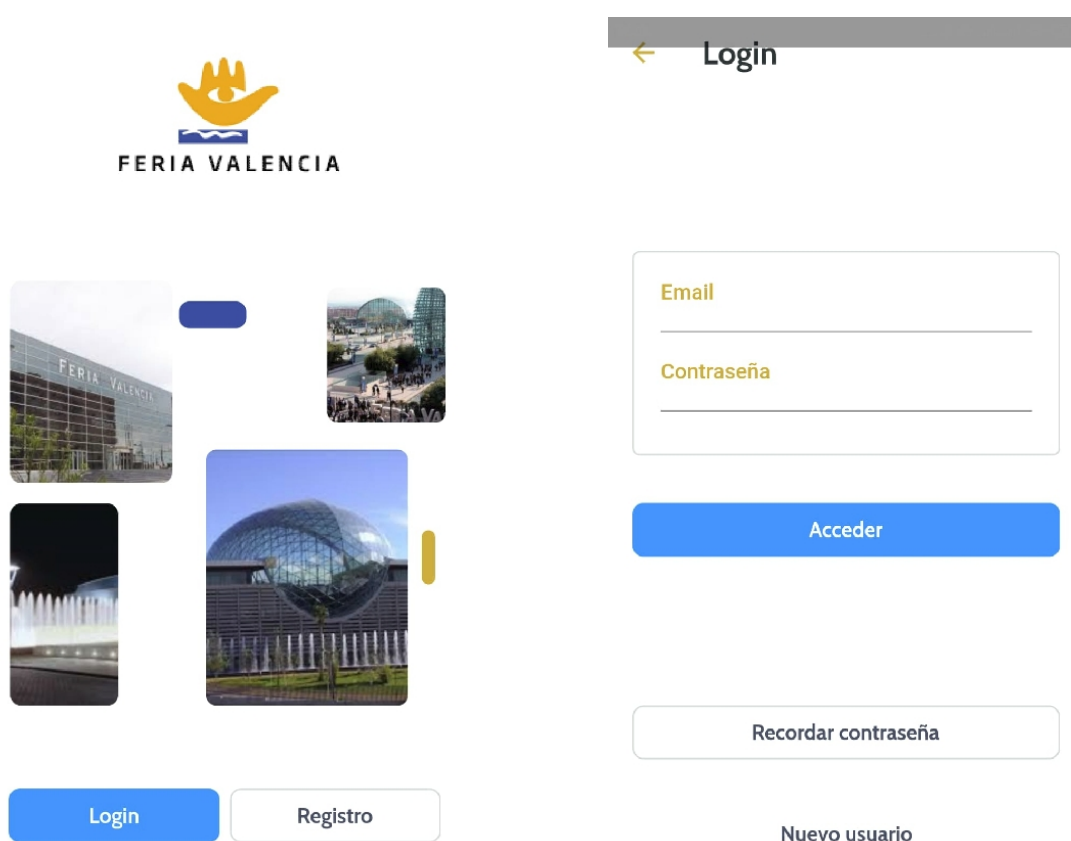 FERIA VALENCIA
FERIA VALENCIA
Login
Registro
Login
Email
Contraseña
Acceder
Recordar contraseña
Nuevo usuario